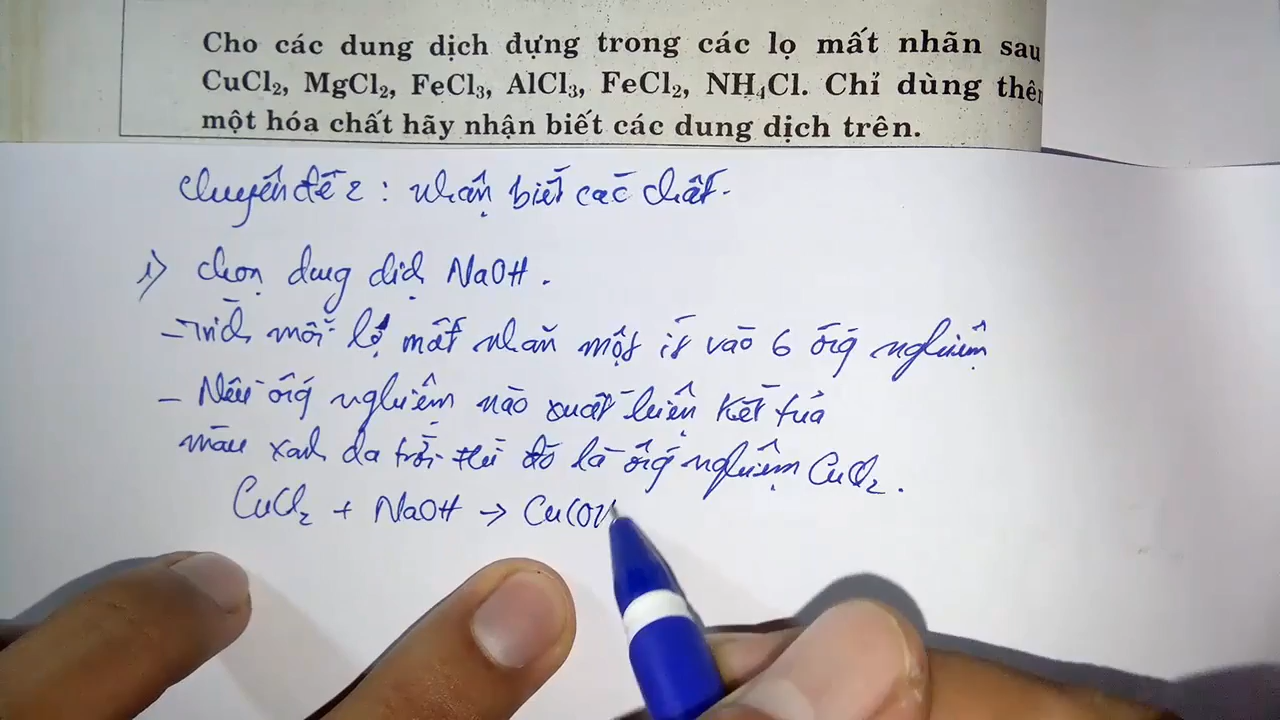 Cho các dung dịch đựng trong các lọ mất nhãn sau
CuCl₂, MgCl₂, FeCl₃, AlCl₃, FeCl₂, NH₄Cl. Chỉ dùng thê
một hóa chất hãy nhận biết các dung dịch trên.
chuyên đề 2 : nhận biết các chất.
1) chọn dung dịch NaOH.
- Trích mỗi lọ mất nhãn một ít vào 6 ống nghiệm
- Nếu ống nghiệm nào xuất hiện kết tủa
màu xanh da trời thì đó là ống nghiệm CuCl₂.
CuCl₂ + NaOH → Cu(OH